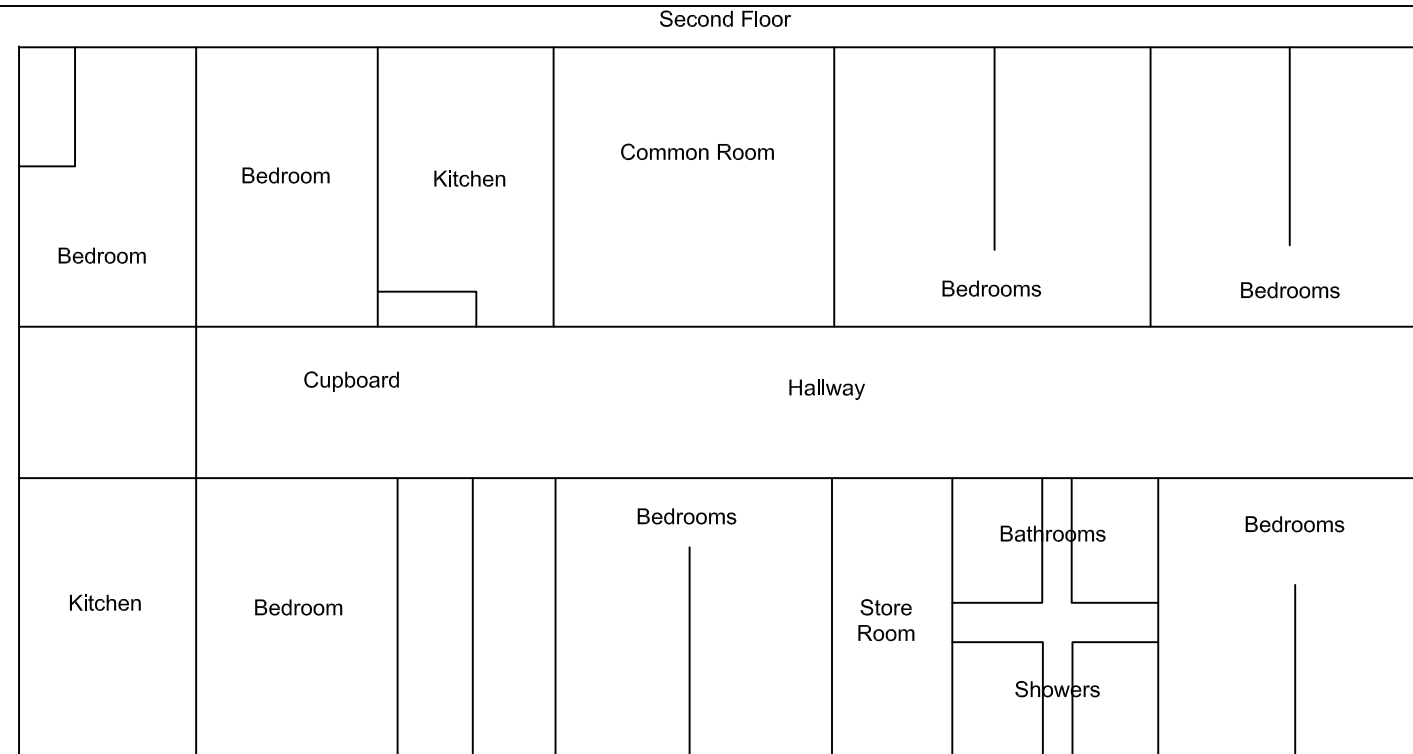 Second Floor
Common Room
Bedroom
Kitchen
Bedroom
Bedrooms
Bedrooms
Cupboard
Hallway
Bedrooms
Bedrooms
Bathrooms
Kitchen
Bedroom
Store
Room
Showers